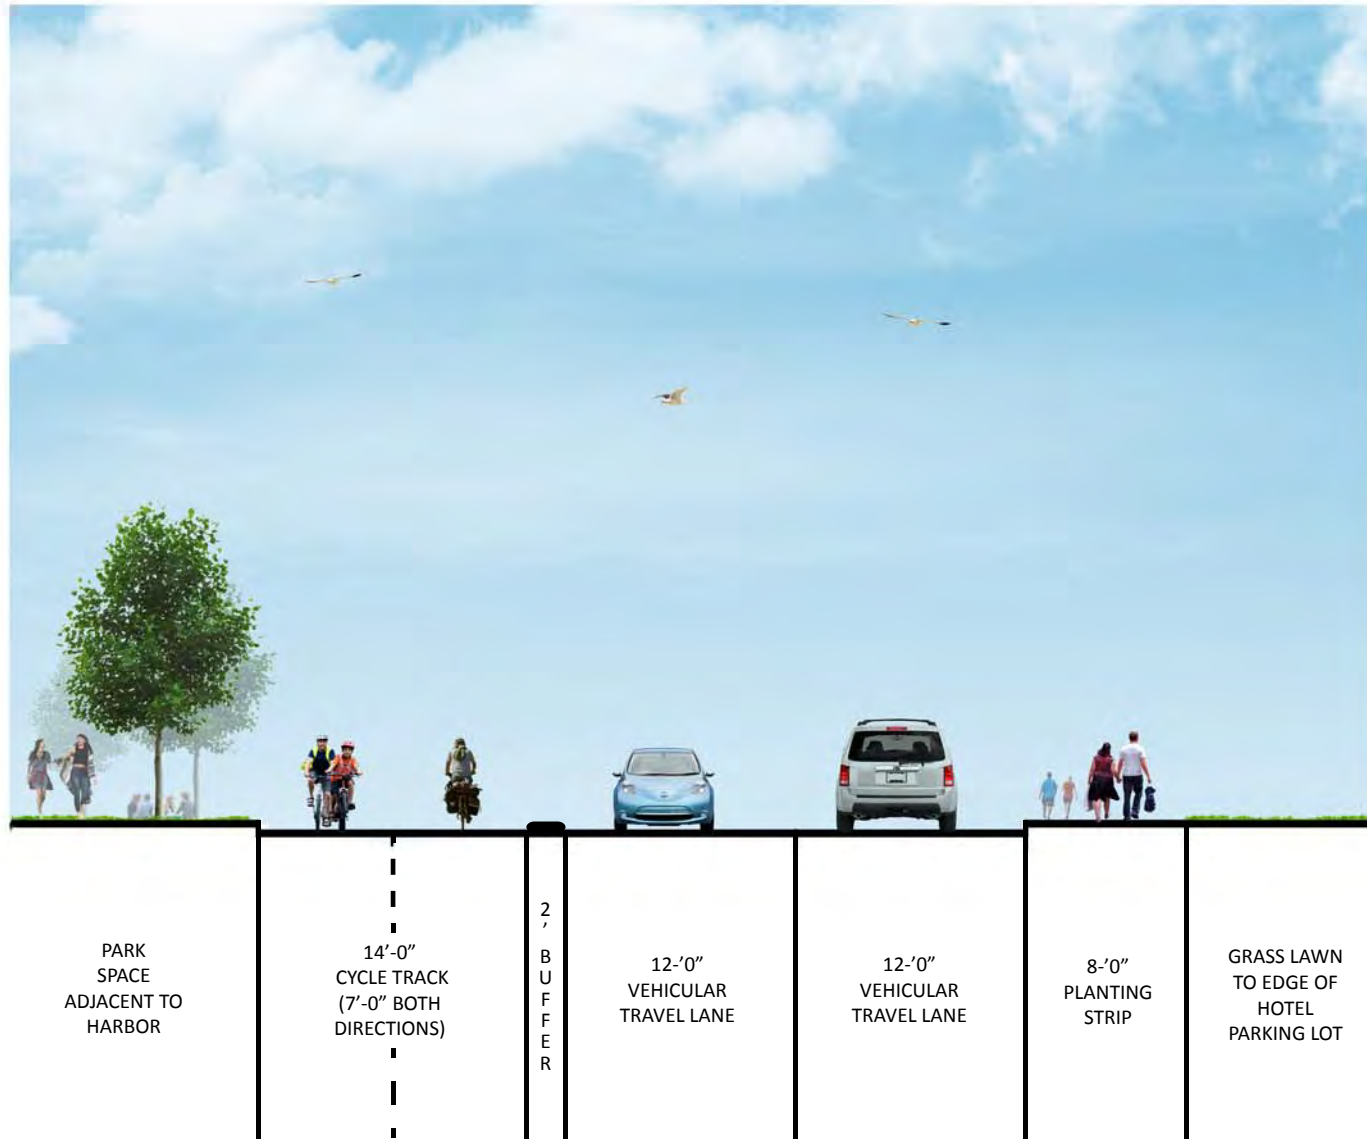 PARK
SPACE
ADJACENT TO
HARBOR
14’-0”
CYCLE TRACK
(7’-0” BOTH
DIRECTIONS)
2
’
B
U
F
F
E
R
12-’0”
VEHICULAR
TRAVEL LANE
12-’0”
VEHICULAR
TRAVEL LANE
8-’0”
PLANTING
STRIP
GRASS LAWN
TO EDGE OF
HOTEL
PARKING LOT